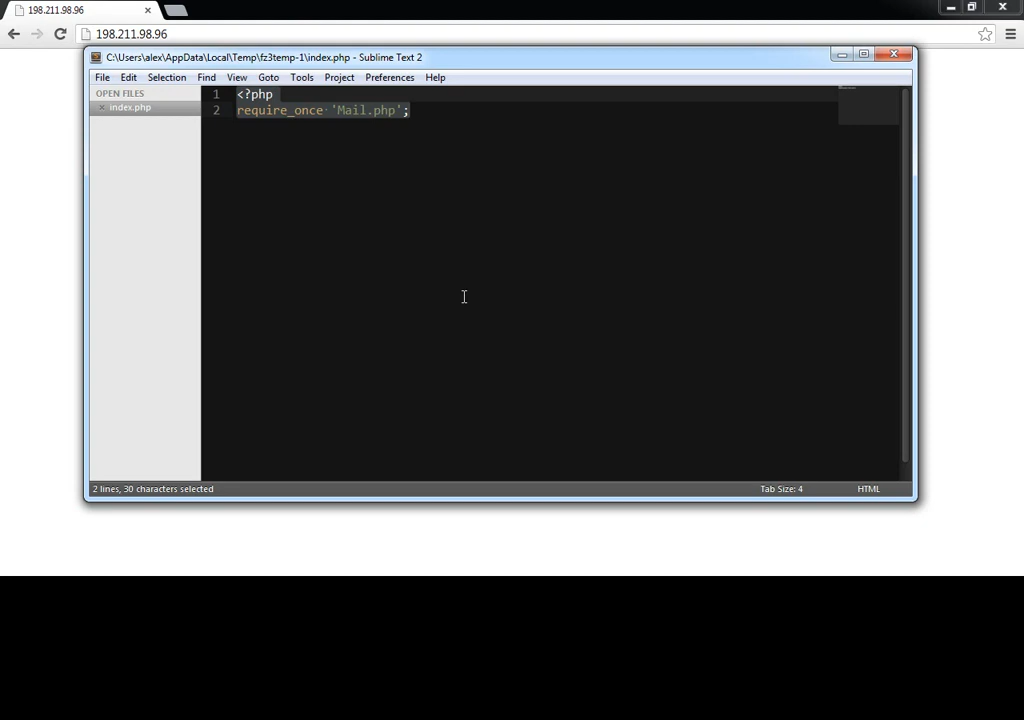 198.211.98.96
198.211.98.96
C:\Users\alex\AppData\Local\Temp\fz3temp-1\index.php - Sublime Text 2
File Edit Selection Find View Goto Tools Project Preferences Help
OPEN FILES
index.php
1 <?php
2 require_once 'Mail.php';
2 lines, 30 characters selected
Tab Size: 4
HTML